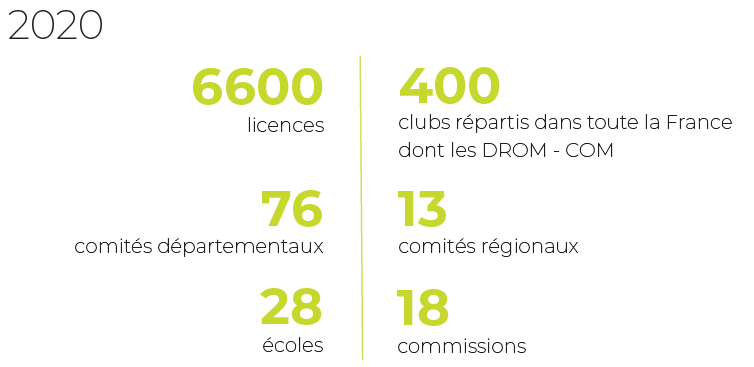 2020
6600
licences
400
clubs répartis dans toute la France
dont les DROM - COM
76
comités départementaux
13
comités régionaux
28
écoles
18
commissions